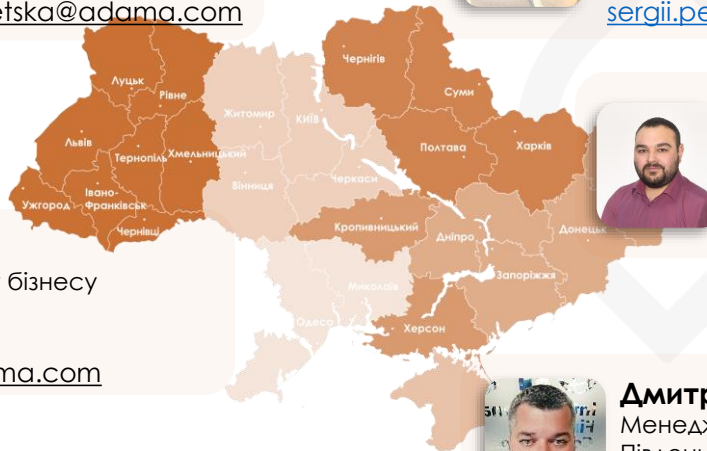 etska@adama.com
sergii.pe
Чернігів
Суми
Луцьк
Рівне
Житомир
КИЇВ
Львів
Тернопіль
Хмельницький
Полтава
Харків
Вінниця
Черкаси
Ужгород
Івано-
Франківськ
Чернівці
Кропивницький
Дніпро
Донецьк
Запоріжжя
Миколаїв
Одеса
Херсон
бізнесу
ma.com
Дмитр
Менедж